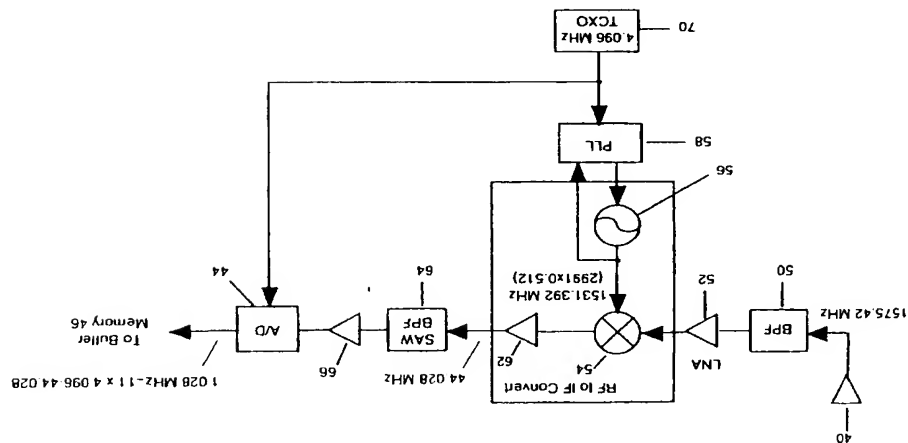 40
1575.42 MHz
BPF
50
LNA
52
RF to IF Convert
54
62
1531.392 MHz
(2991x0.512)
56
PLL
58
4.096 MHz
TCXO
70
44.028 MHz
SAW
BPF
64
66
A/D
44
1.028 MHz=11 x 4.096-44.028
To Buffer
Memory 46